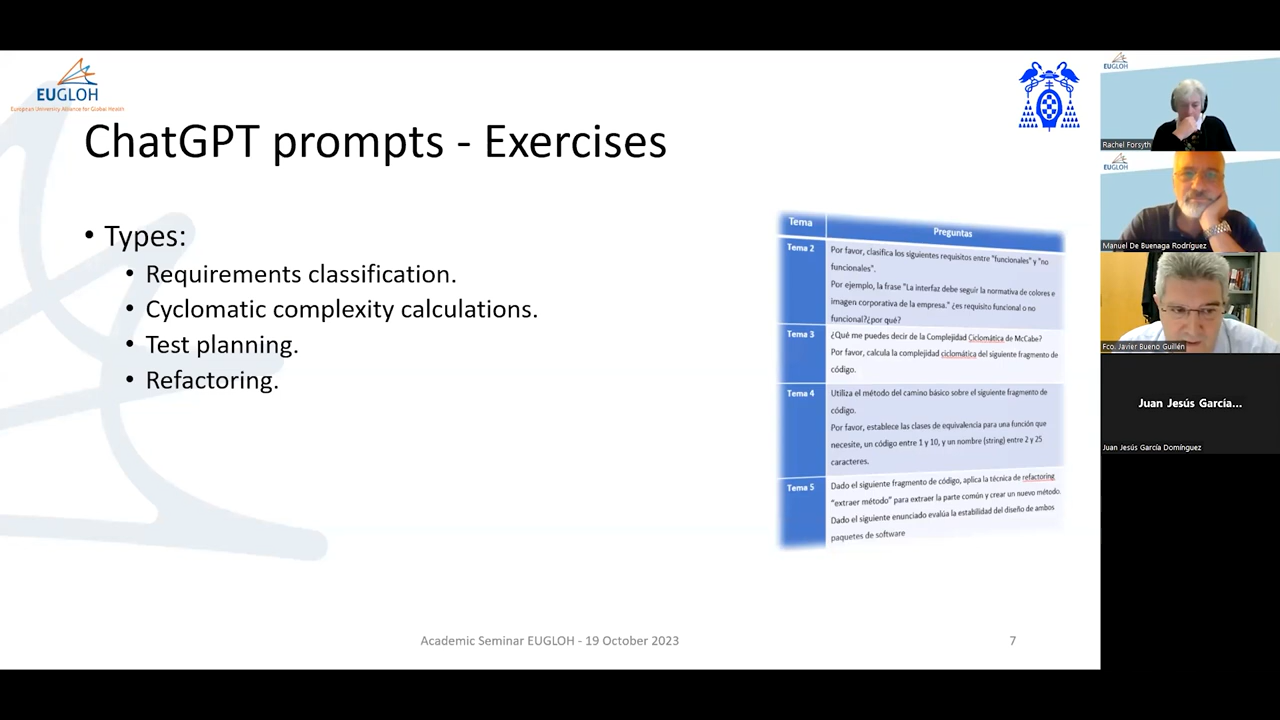 EUGLOH
European University Alliance for Global Health
ChatGPT prompts - Exercises
• Types:
• Requirements classification.
• Cyclomatic complexity calculations.
• Test planning.
• Refactoring.
Tema
Preguntas
Tema 2
Por favor, clasifica los siguientes requisitos entre "funcionales" y "no
funcionales".
Por ejemplo, la frase "La interfaz debe seguir la normativa de colores e
imagen corporativa de la empresa." ¿es requisito funcional o no
funcional?¿por qué?
Tema 3
¿Qué me puedes decir de la Complejidad Ciclomática de McCabe?
Por favor, calcula la complejidad ciclomática del siguiente fragmento de
código.
Tema 4
Utiliza el método del camino básico sobre el siguiente fragmento de
código.
Por favor, establece las clases de equivalencia para una función que
necesite, un código entre 1 y 10, y un nombre (string) entre 2 y 25
caracteres.
Tema 5
Dado el siguiente fragmento de código, aplica la técnica de refactoring
"extraer método" para extraer la parte común y crear un nuevo método.
Dado el siguiente enunciado evalúa la estabilidad del diseño de ambos
paquetes de software
Academic Seminar EUGLOH - 19 October 2023
7
EUGLOH
Rachel Forsyth
EUGLOH
Manuel De Buenaga Rodríguez
Fco. Javier Bueno Guillén
Juan Jesús García...
Juan Jesús García Domínguez